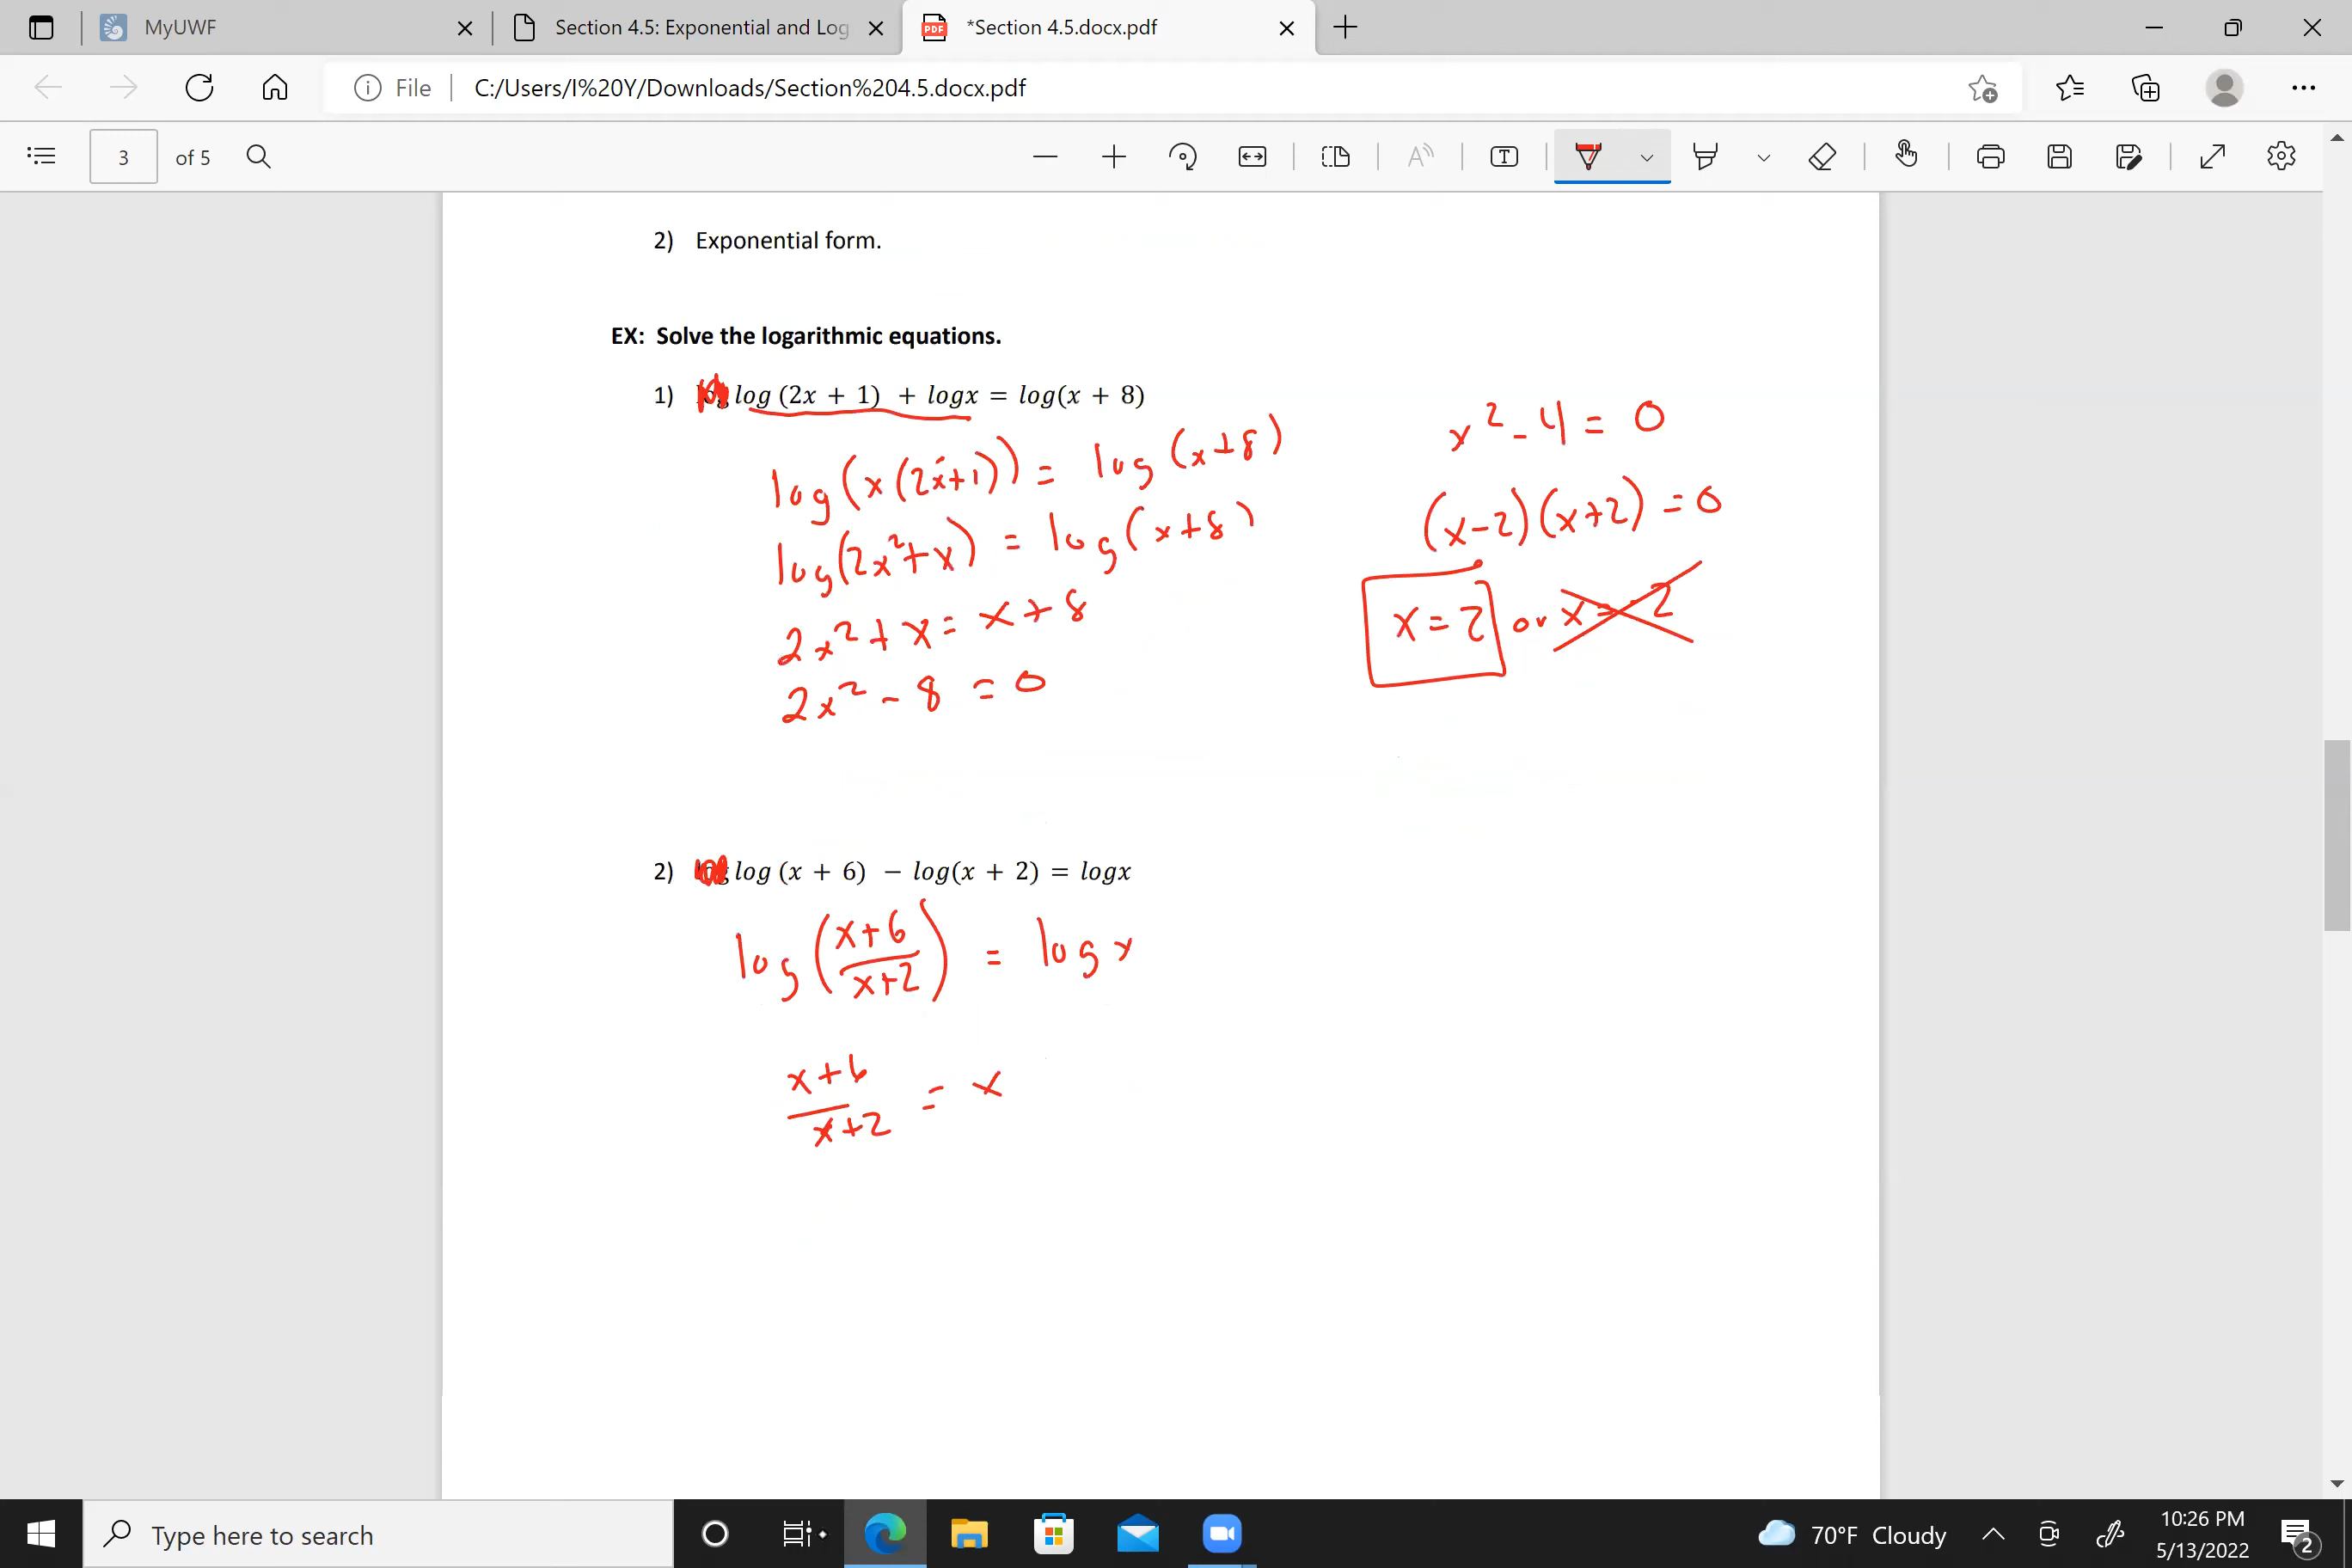 MyUWF
Section 4.5: Exponential and Log
*Section 4.5.docx.pdf
File
C:/Users/I%20Y/Downloads/Section%204.5.docx.pdf
3 of 5
2) Exponential form.
EX: Solve the logarithmic equations.
1) log (2x + 1) + logx = log(x + 8)
log(x(2x+1)) = log(x+8)
log(2x²+x) = log(x+8)
2x²+x = x+8
2x² - 8 = 0
x² - 4 = 0
(x-2)(x+2) = 0
x = 2 or x = -2
2) log (x + 6) − log(x + 2) = logx
log(x+6/x+2) = log x
x+6/x+2 = x
Type here to search
70°F Cloudy
10:26 PM
5/13/2022
2